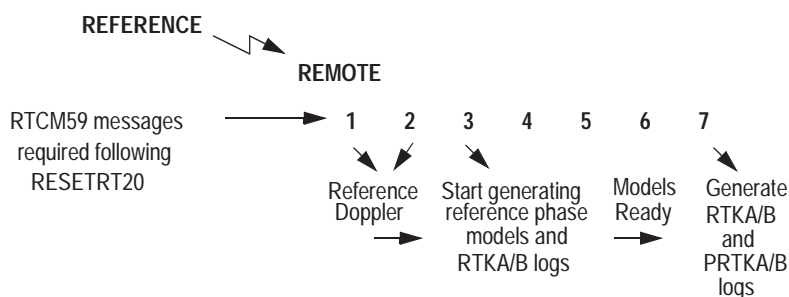 REFERENCE
REMOTE
RTCM59 messages
required following
RESETRT20
1 2 3 4 5 6 7
Reference
Doppler
Start generating
reference phase
models and
RTKA/B logs
Models
Ready
Generate
RTKA/B
and
PRTKA/B
logs